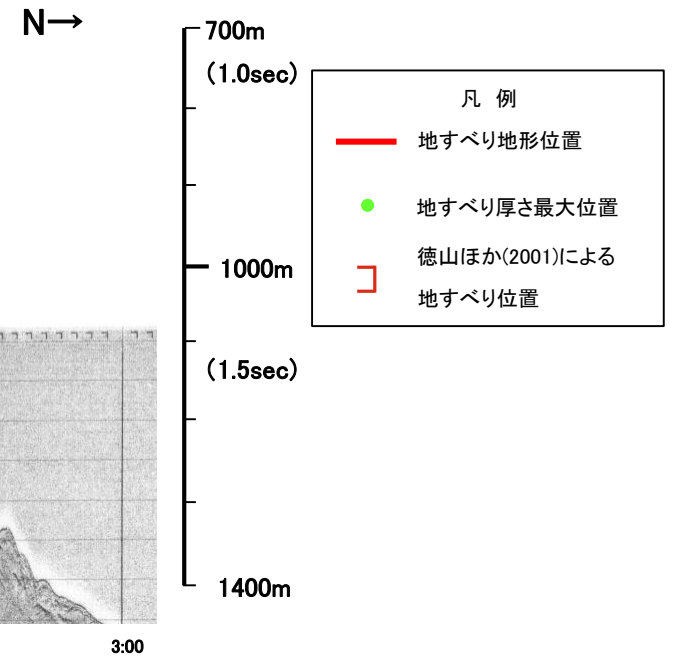 N→
700m
(1.0sec)
凡 例
地すべり地形位置
地すべり厚さ最大位置
徳山ほか(2001)による
地すべり位置
1000m
(1.5sec)
1400m
3:00